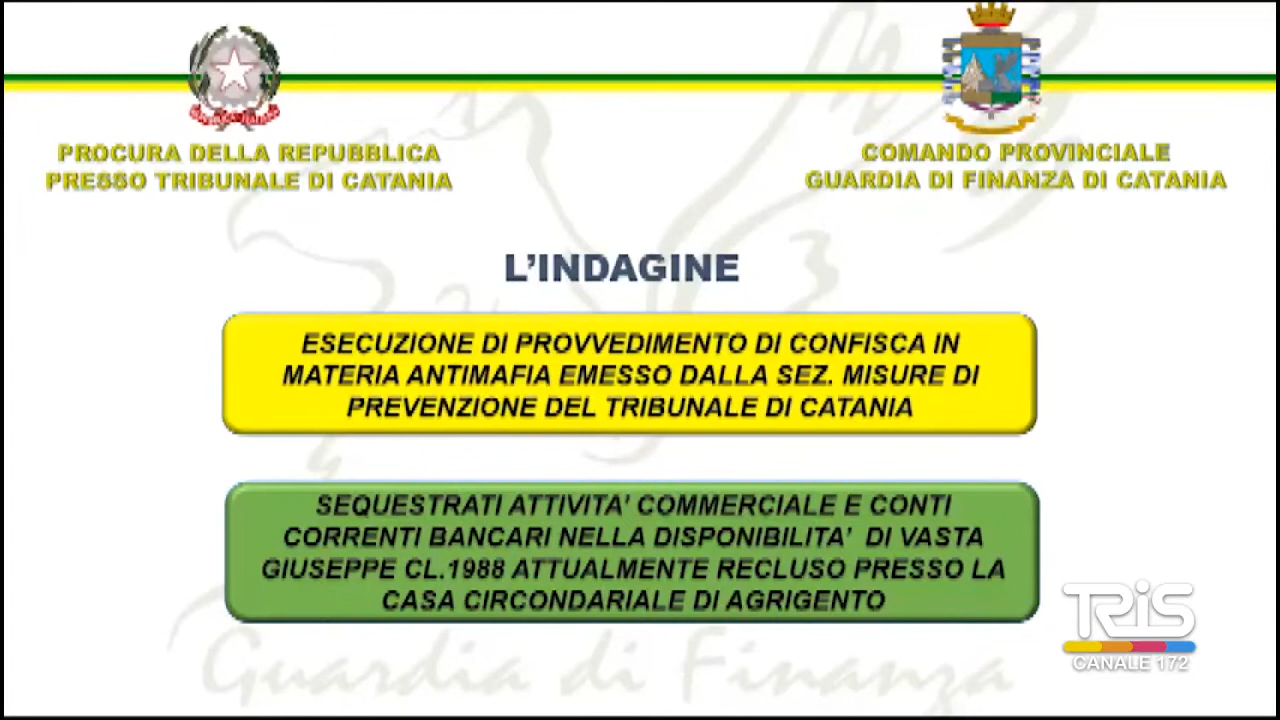 PROCURA DELLA REPUBBLICA
PRESSO TRIBUNALE DI CATANIA
COMANDO PROVINCIALE
GUARDIA DI FINANZA DI CATANIA
L'INDAGINE
ESECUZIONE DI PROVVEDIMENTO DI CONFISCA IN
MATERIA ANTIMAFIA EMESSO DALLA SEZ. MISURE DI
PREVENZIONE DEL TRIBUNALE DI CATANIA
SEQUESTRATI ATTIVITA' COMMERCIALE E CONTI
CORRENTI BANCARI NELLA DISPONIBILITA' DI VASTA
GIUSEPPE CL.1988 ATTUALMENTE RECLUSO PRESSO LA
CASA CIRCONDARIALE DI AGRIGENTO
TRiS
CANALE 172
Guardia di Finanza